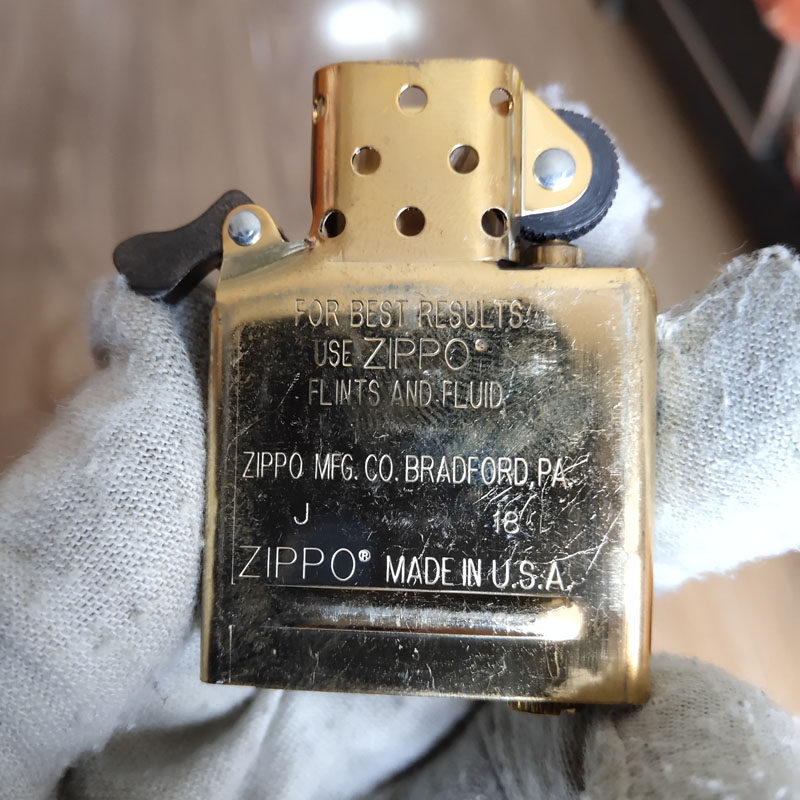 FOR BEST RESULTS
USE ZIPPO®
FLINTS AND FLUID
ZIPPO MFG. CO. BRADFORD, PA.
J 18
ZIPPO® MADE IN U.S.A.